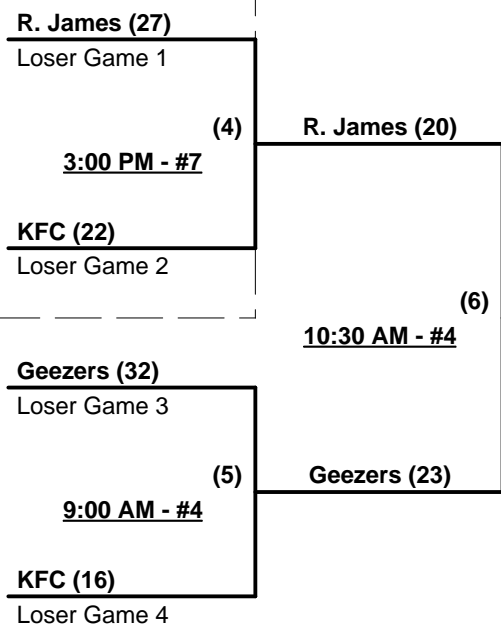 R. James (27)
Loser Game 1
(4)
R. James (20)
3:00 PM - #7
KFC (22)
Loser Game 2
(6)
10:30 AM - #4
Geezers (32)
Loser Game 3
(5)
Geezers (23)
9:00 AM - #4
KFC (16)
Loser Game 4